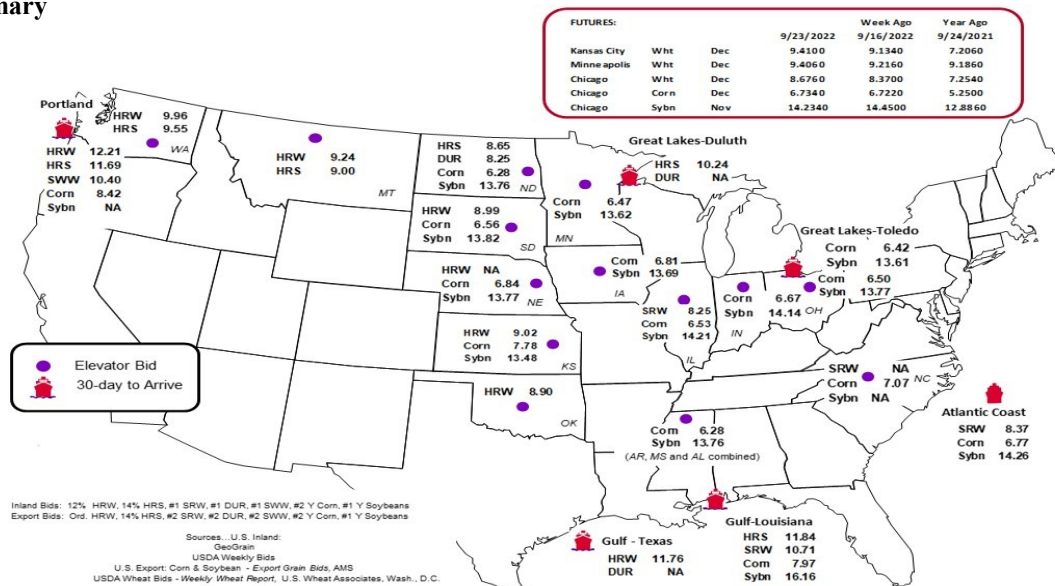 nary
FUTURES: Week Ago Year Ago
9/23/2022 9/16/2022 9/24/2021
Kansas City Wht Dec 9.4100 9.1340 7.2060
Minneapolis Wht Dec 9.4060 9.2160 9.1860
Chicago Wht Dec 8.6760 8.3700 7.2540
Chicago Corn Dec 6.7340 6.7220 5.2500
Chicago Sybn Nov 14.2340 14.4500 12.8860
Portland
HRW 12.21
HRS 11.69
SWW 10.40
Corn 8.42
Sybn NA
HRW 9.96
HRS 9.55
WA
HRW 9.24
HRS 9.00
MT
HRS 8.65
DUR 8.25
Corn 6.28
Sybn 13.76 ND
HRW 8.99
Corn 6.56
Sybn 13.82
SD
HRW NA
Corn 6.84
Sybn 13.77 NE
HRW 9.02
Corn 7.78
Sybn 13.48
KS
HRW 8.90
OK
Corn 6.47
Sybn 13.62
MN
Great Lakes-Duluth
HRS 10.24
DUR NA
Corn 6.81
Sybn 13.69
IA
SRW 8.25
Corn 6.53
Sybn 14.21
IL
Corn 6.67
Sybn 14.14
IN
Great Lakes-Toledo
Corn 6.42
Sybn 13.61
Corn 6.50
Sybn 13.77
OH
SRW NA
Corn 7.07 NC
Sybn NA
Atlantic Coast
SRW 8.37
Corn 6.77
Sybn 14.26
Corn 6.28
Sybn 13.76
(AR, MS and AL combined)
Gulf-Louisiana
HRS 11.84
SRW 10.71
Corn 7.97
Sybn 16.16
Gulf - Texas
HRW 11.76
DUR NA
Elevator Bid
30-day to Arrive
Inland Bids: 12% HRW, 14% HRS, #1 SRW, #1 DUR, #1 SWW, #2 Y Corn, #1 Y Soybeans
Export Bids: Ord. HRW, 14% HRS, #2 SRW, #2 DUR, #2 SWW, #2 Y Corn, #1 Y Soybeans
Sources...U.S. Inland:
GeoGrain
USDA Weekly Bids
U.S. Export: Corn & Soybean - Export Grain Bids, AMS
USDA Wheat Bids - Weekly Wheat Report, U.S. Wheat Associates, Wash., D.C.